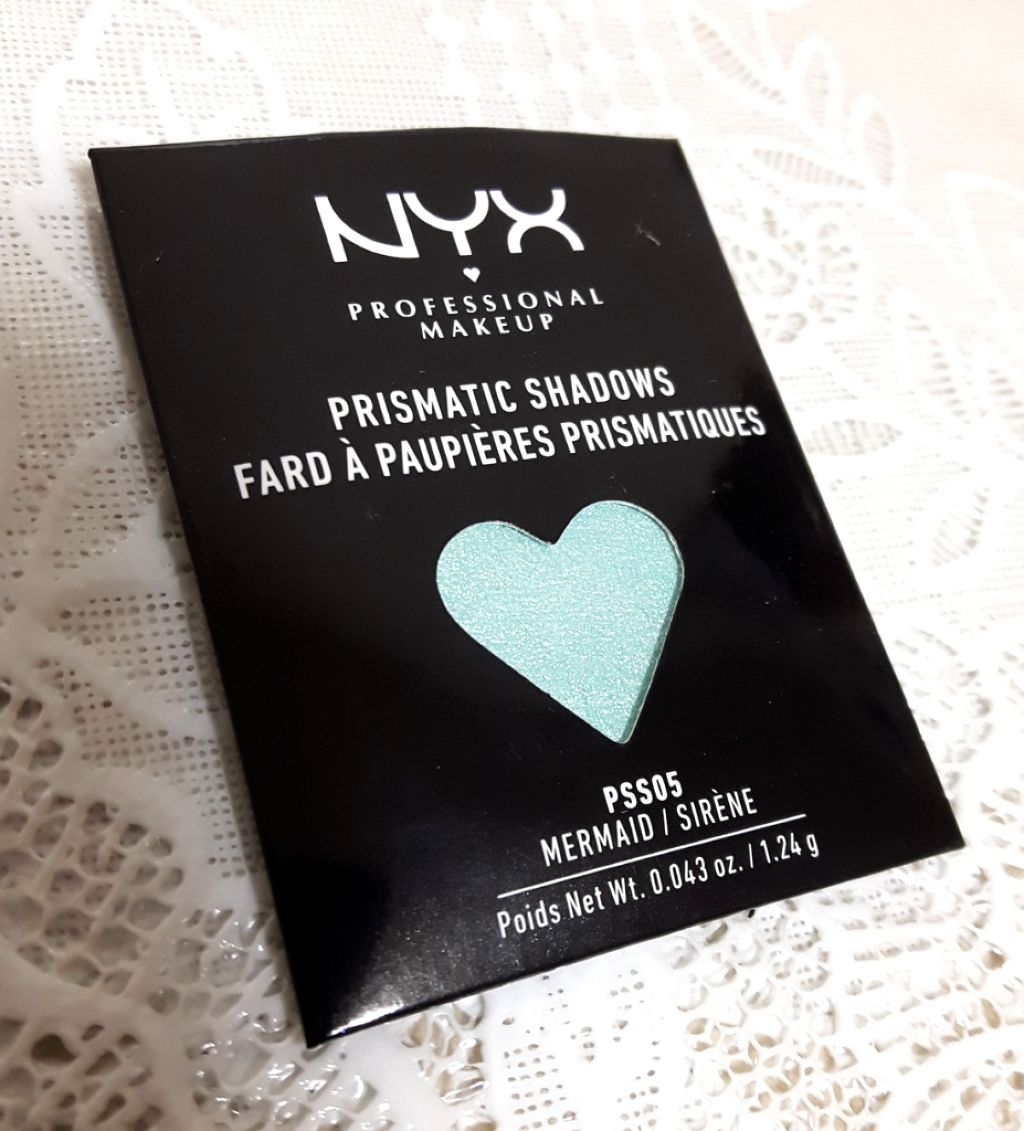 NYX
PROFESSIONAL
MAKEUP
PRISMATIC SHADOWS
FARD À PAUPIÈRES PRISMATIQUES
PSS05
MERMAID / SIRÈNE
Poids Net Wt. 0.043 oz. / 1.24 g